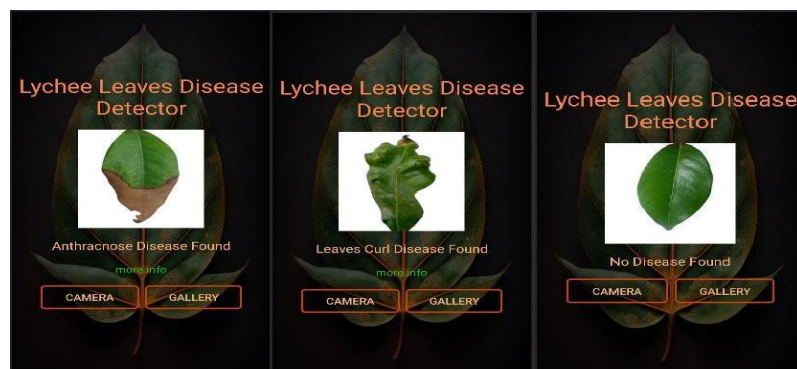 Lychee Leaves Disease
Detector
Anthracnose Disease Found
more info
CAMERA
GALLERY
Lychee Leaves Disease
Detector
Leaves Curl Disease Found
more info
CAMERA
GALLERY
Lychee Leaves Disease
Detector
No Disease Found
CAMERA
GALLERY